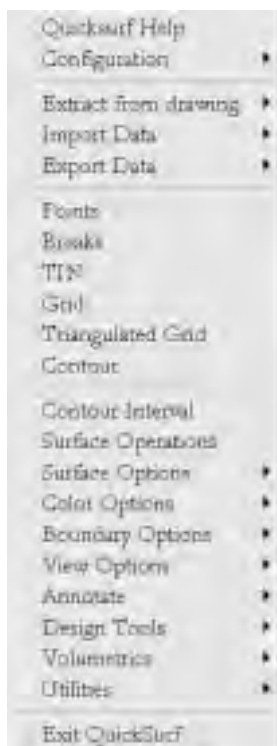 Quicksurf Help
Configuration
Extract from drawing
Import Data
Export Data
Points
Breaks
TIN
Grid
Triangulated Grid
Contour
Contour Interval
Surface Operations
Surface Options
Color Options
Boundary Options
View Options
Annotate
Design Tools
Volumetrics
Utilities
Exit QuickSurf